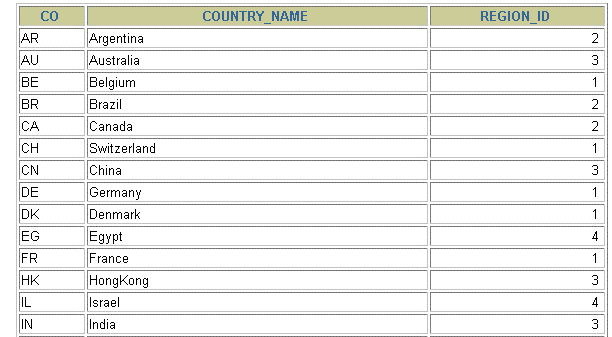 CO COUNTRY_NAME REGION_ID
AR Argentina 2
AU Australia 3
BE Belgium 1
BR Brazil 2
CA Canada 2
CH Switzerland 1
CN China 3
DE Germany 1
DK Denmark 1
EG Egypt 4
FR France 1
HK HongKong 3
IL Israel 4
IN India 3